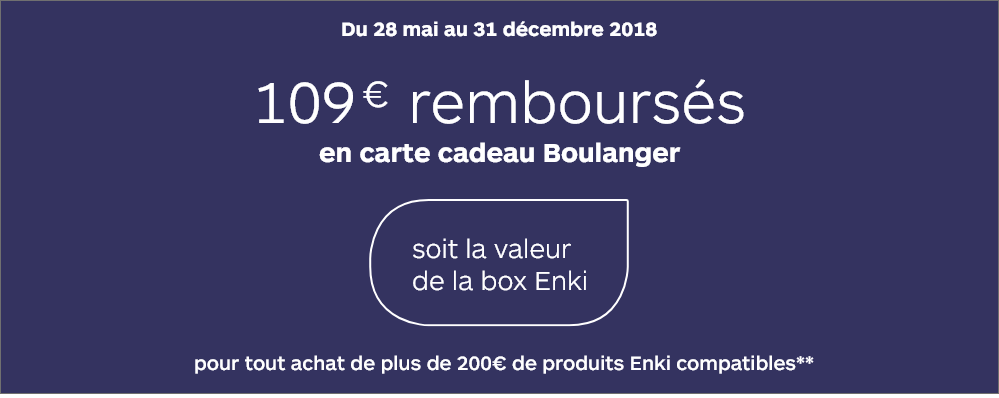 Du 28 mai au 31 décembre 2018
109€ remboursés
en carte cadeau Boulanger
soit la valeur
de la box Enki
pour tout achat de plus de 200€ de produits Enki compatibles**